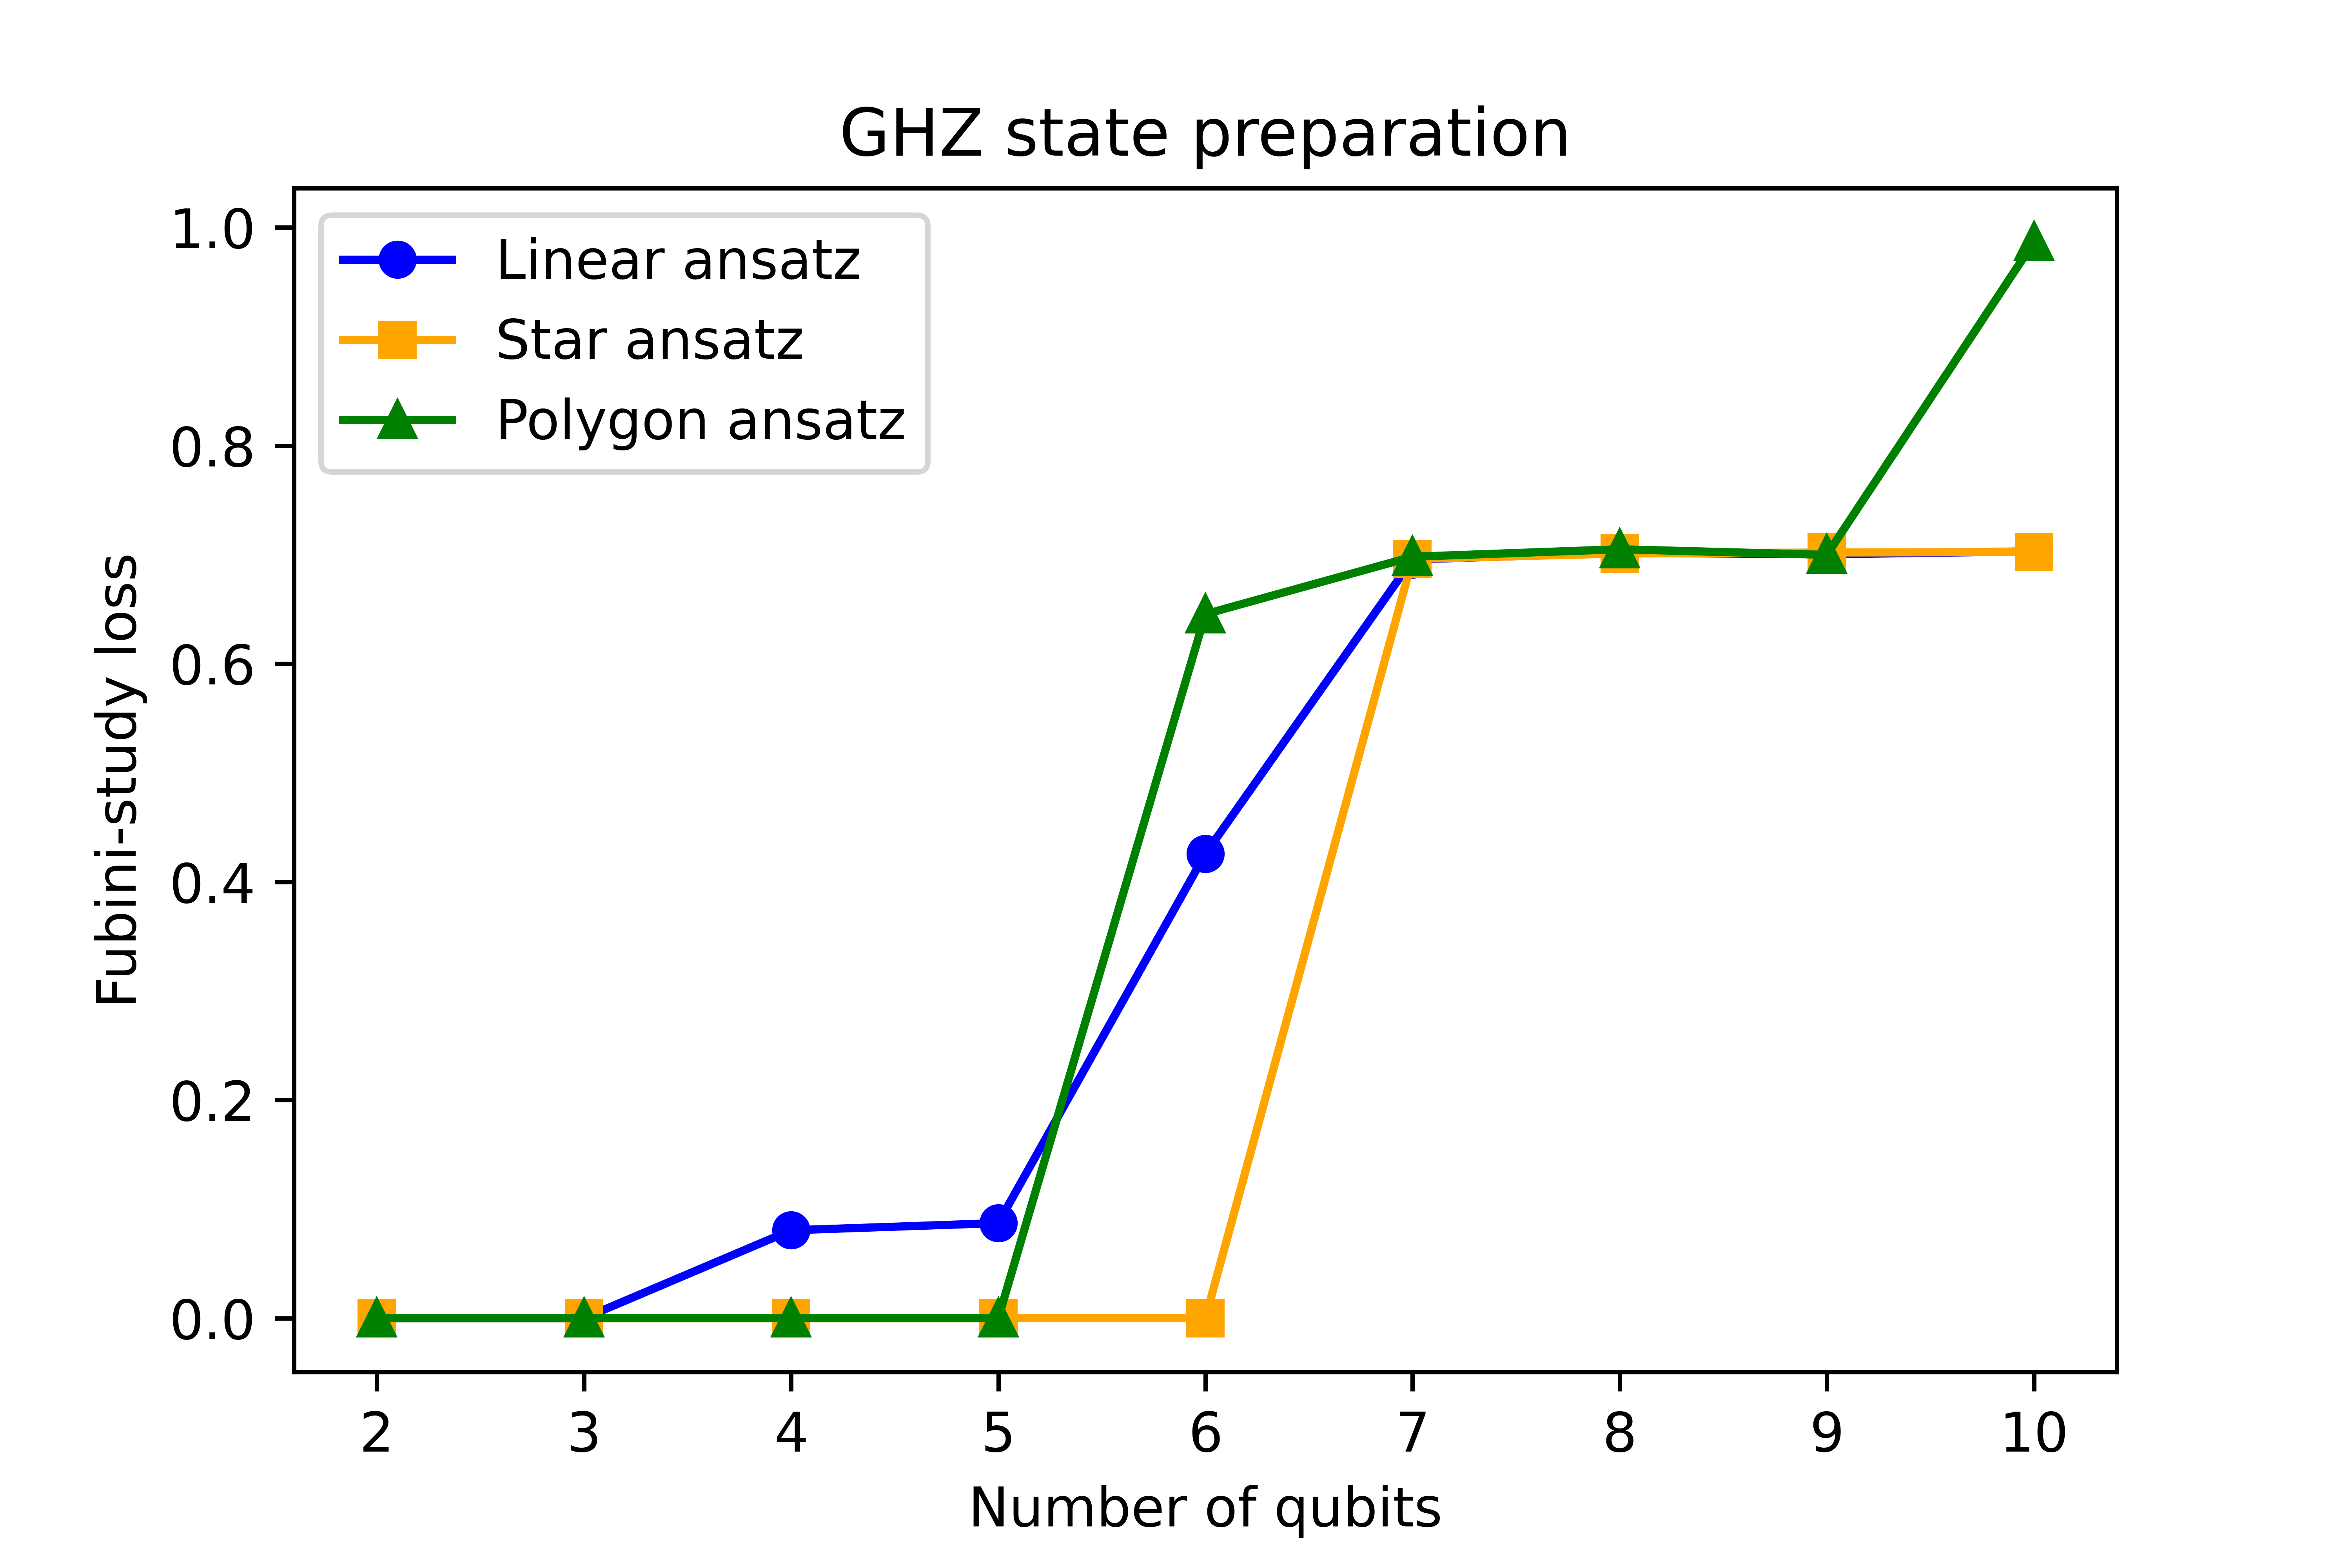 GHZ state preparation
1.0
0.8
0.6
0.4
0.2
0.0
Fubini-study loss
Linear ansatz
Star ansatz
Polygon ansatz
2 3 4 5 6 7 8 9 10
Number of qubits